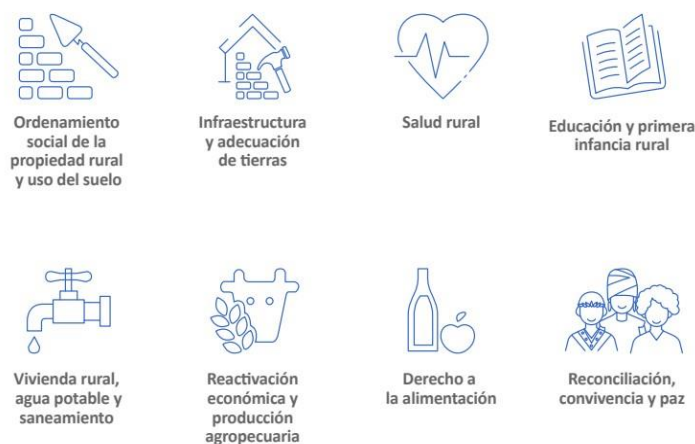 Ordenamiento
social de la
propiedad rural
y uso del suelo
Infraestructura
y adecuación
de tierras
Salud rural
Educación y primera
infancia rural
Vivienda rural,
agua potable y
saneamiento
Reactivación
económica y
producción
agropecuaria
Derecho a
la alimentación
Reconciliación,
convivencia y paz